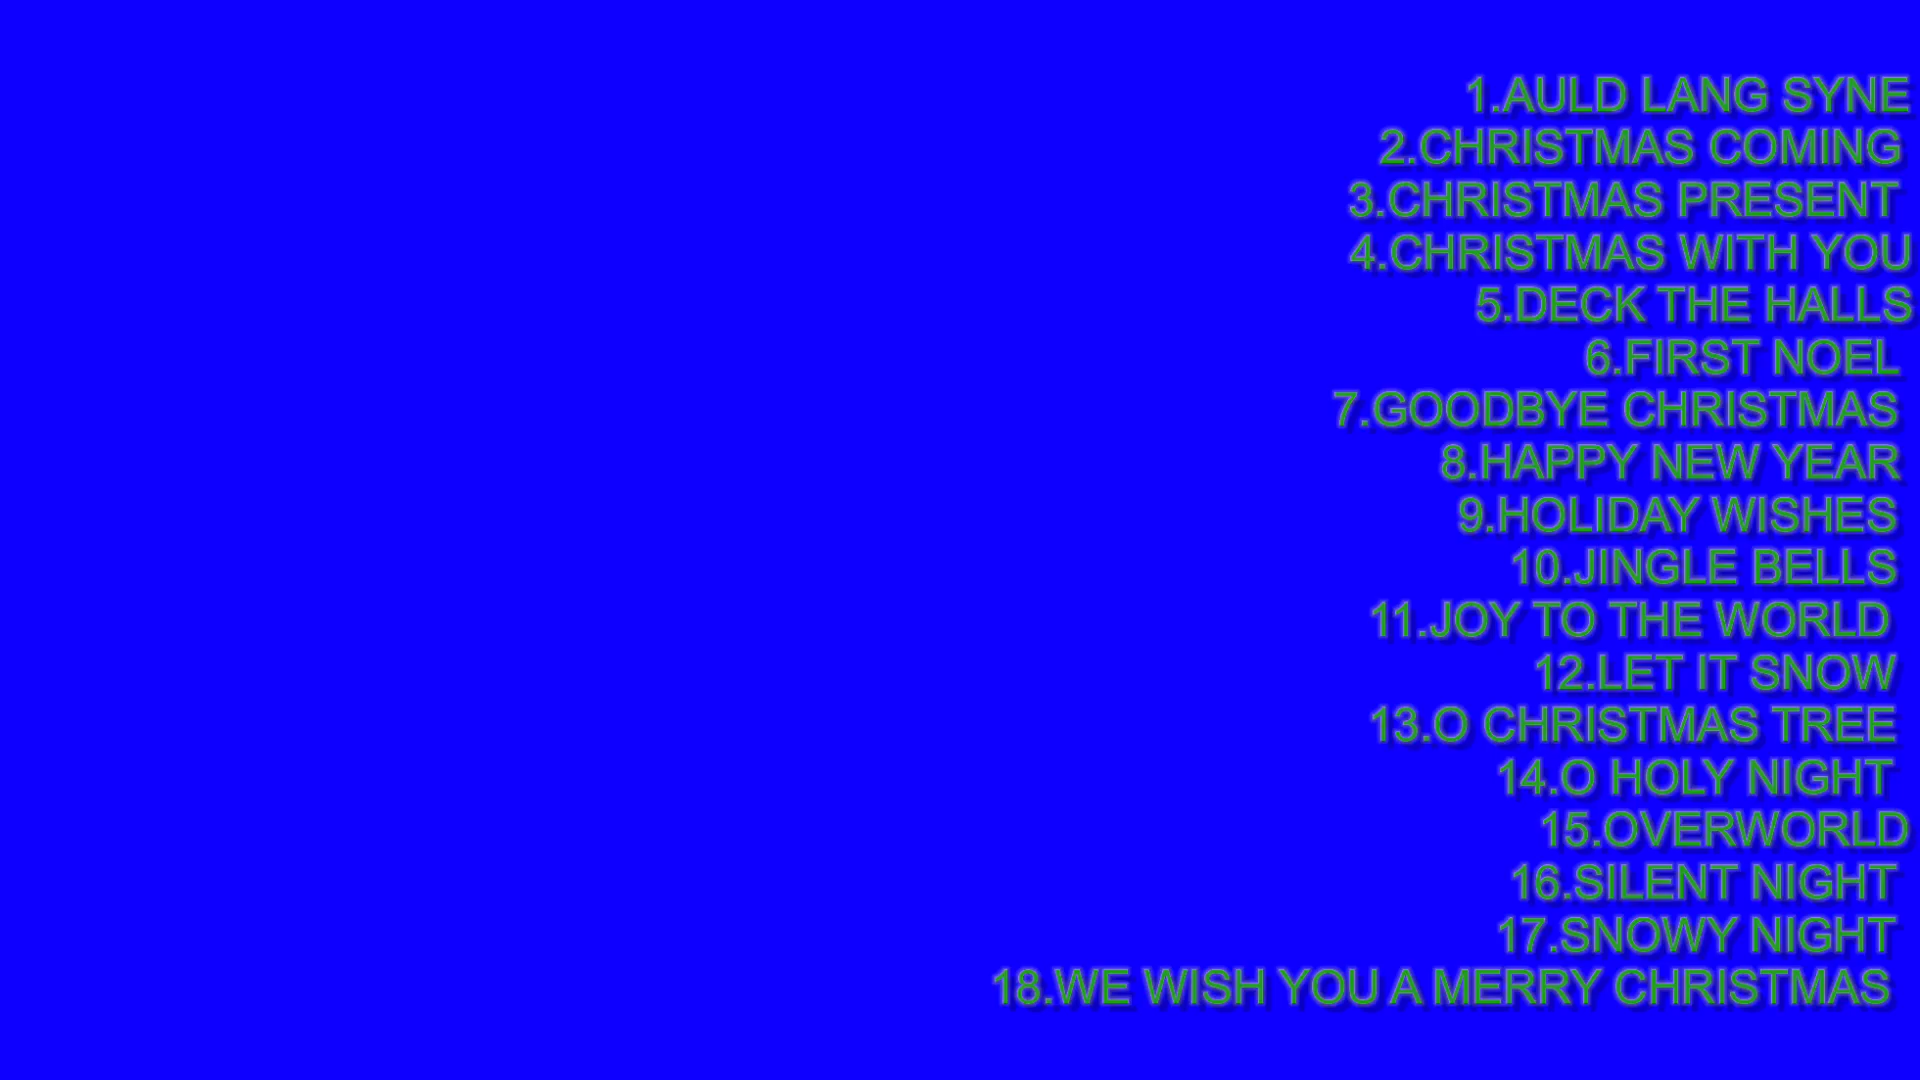 1.AULD LANG SYNE
2.CHRISTMAS COMING
3.CHRISTMAS PRESENT
4.CHRISTMAS WITH YOU
5.DECK THE HALLS
6.FIRST NOEL
7.GOODBYE CHRISTMAS
8.HAPPY NEW YEAR
9.HOLIDAY WISHES
10.JINGLE BELLS
11.JOY TO THE WORLD
12.LET IT SNOW
13.O CHRISTMAS TREE
14.O HOLY NIGHT
15.OVERWORLD
16.SILENT NIGHT
17.SNOWY NIGHT
18.WE WISH YOU A MERRY CHRISTMAS